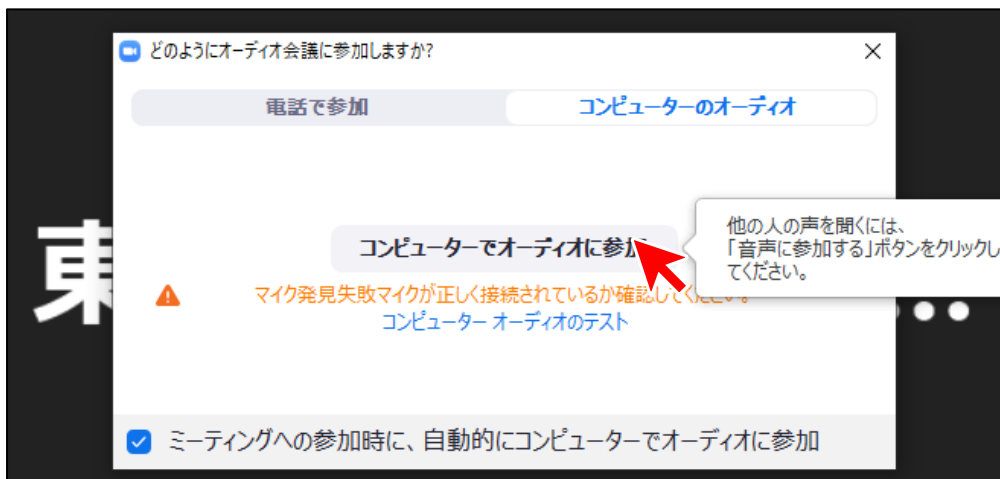 どのようにオーディオ会議に参加しますか?
電話で参加
コンピューターのオーディオ
コンピューターでオーディオに参加
他の人の声を聞くには、
「音声に参加する」ボタンをクリックし
てください。
東
マイク発見失敗マイクが正しく接続されているか確認してください。
コンピューター オーディオのテスト
ミーティングへの参加時に、自動的にコンピューターでオーディオに参加